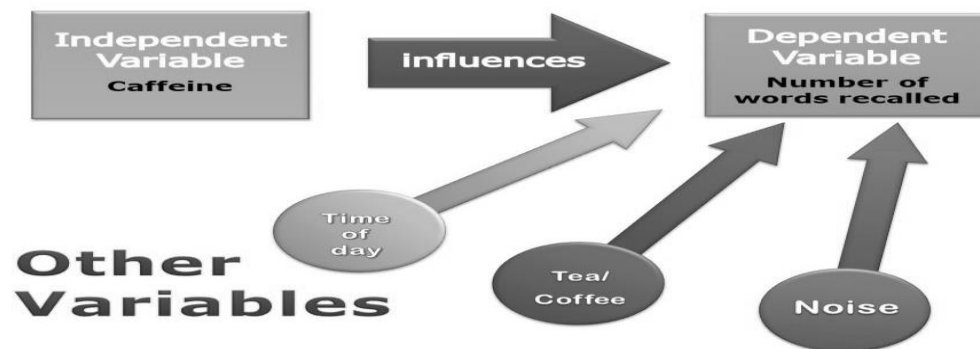 Independent
Variable
Caffeine
influences
Dependent
Variable
Number of
words recalled
Time
of
day
Tea/
Coffee
Noise
Other
Variables